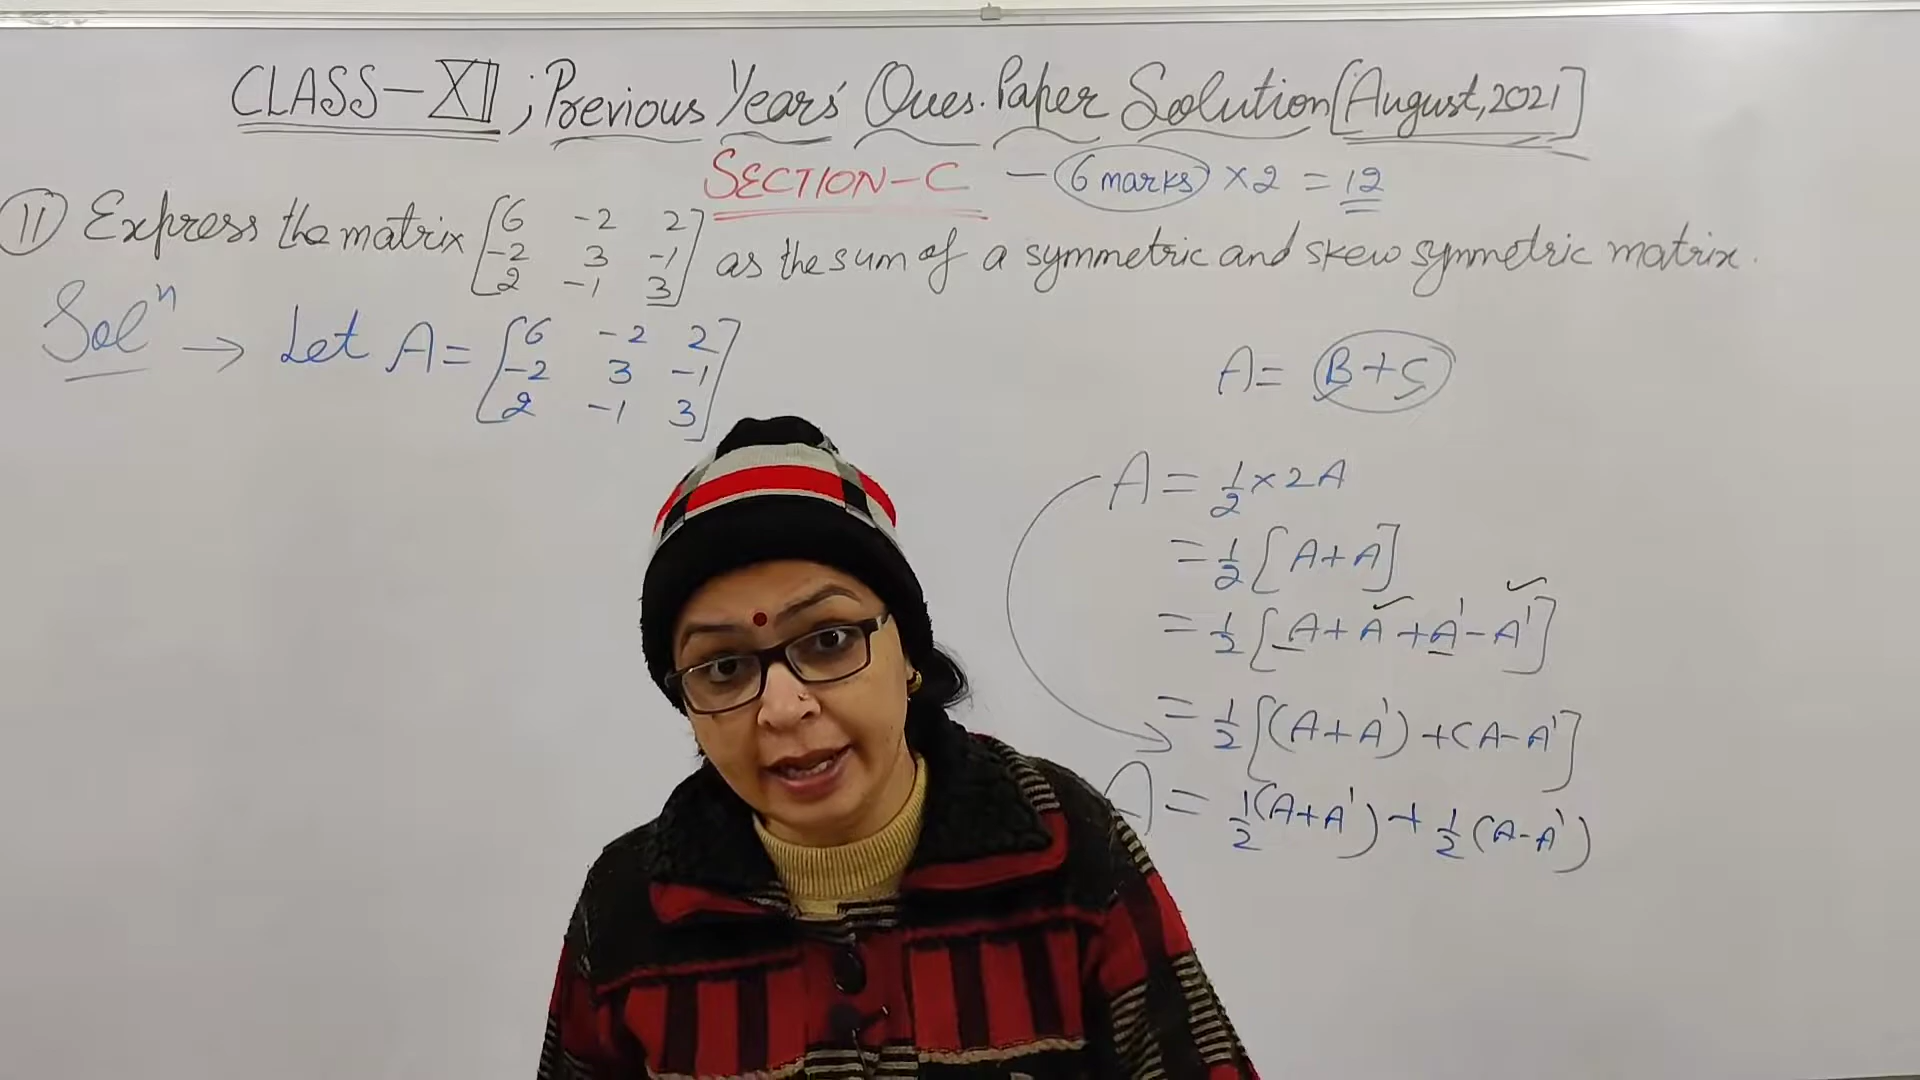 CLASS-XII; Previous Years' Ques. Paper Solution [August, 2021]
SECTION-C - 6 marks × 2 = 12
11 Express the matrix [6 -2 2
-2 3 -1
2 -1 3] as the sum of a symmetric and skew symmetric matrix.
Solⁿ → Let A = [6 -2 2
-2 3 -1
2 -1 3]
A = B+C
A = 1/2 × 2A
= 1/2 [A+A]
= 1/2 [A+A+A'-A']
= 1/2 [(A+A')+(A-A')]
A = 1/2 (A+A') + 1/2 (A-A')